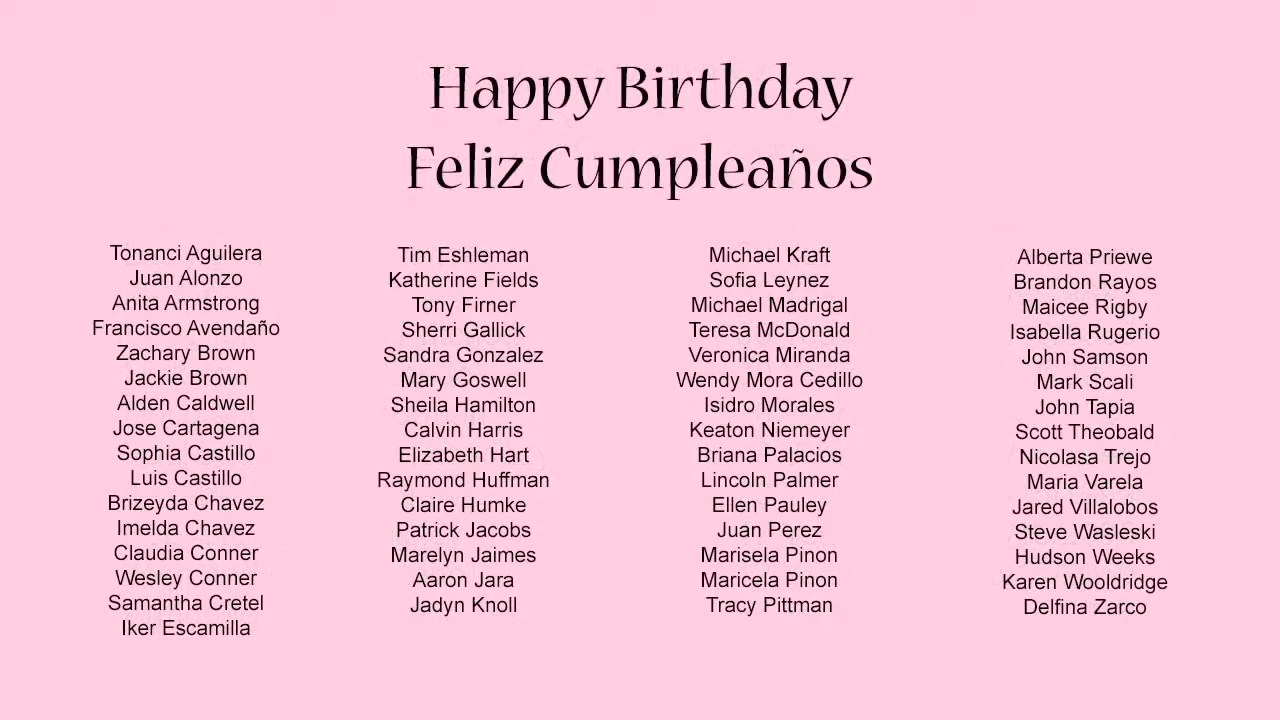 Happy Birthday
Feliz Cumpleaños
Tonanci Aguilera
Juan Alonzo
Anita Armstrong
Francisco Avendaño
Zachary Brown
Jackie Brown
Alden Caldwell
Jose Cartagena
Sophia Castillo
Luis Castillo
Brizeyda Chavez
Imelda Chavez
Claudia Conner
Wesley Conner
Samantha Cretel
Iker Escamilla
Tim Eshleman
Katherine Fields
Tony Firner
Sherri Gallick
Sandra Gonzalez
Mary Goswell
Sheila Hamilton
Calvin Harris
Elizabeth Hart
Raymond Huffman
Claire Humke
Patrick Jacobs
Marelyn Jaimes
Aaron Jara
Jadyn Knoll
Michael Kraft
Sofia Leynez
Michael Madrigal
Teresa McDonald
Veronica Miranda
Wendy Mora Cedillo
Isidro Morales
Keaton Niemeyer
Briana Palacios
Lincoln Palmer
Ellen Pauley
Juan Perez
Marisela Pinon
Maricela Pinon
Tracy Pittman
Alberta Priewe
Brandon Rayos
Maicee Rigby
Isabella Rugerio
John Samson
Mark Scali
John Tapia
Scott Theobald
Nicolasa Trejo
Maria Varela
Jared Villalobos
Steve Wasleski
Hudson Weeks
Karen Wooldridge
Delfina Zarco